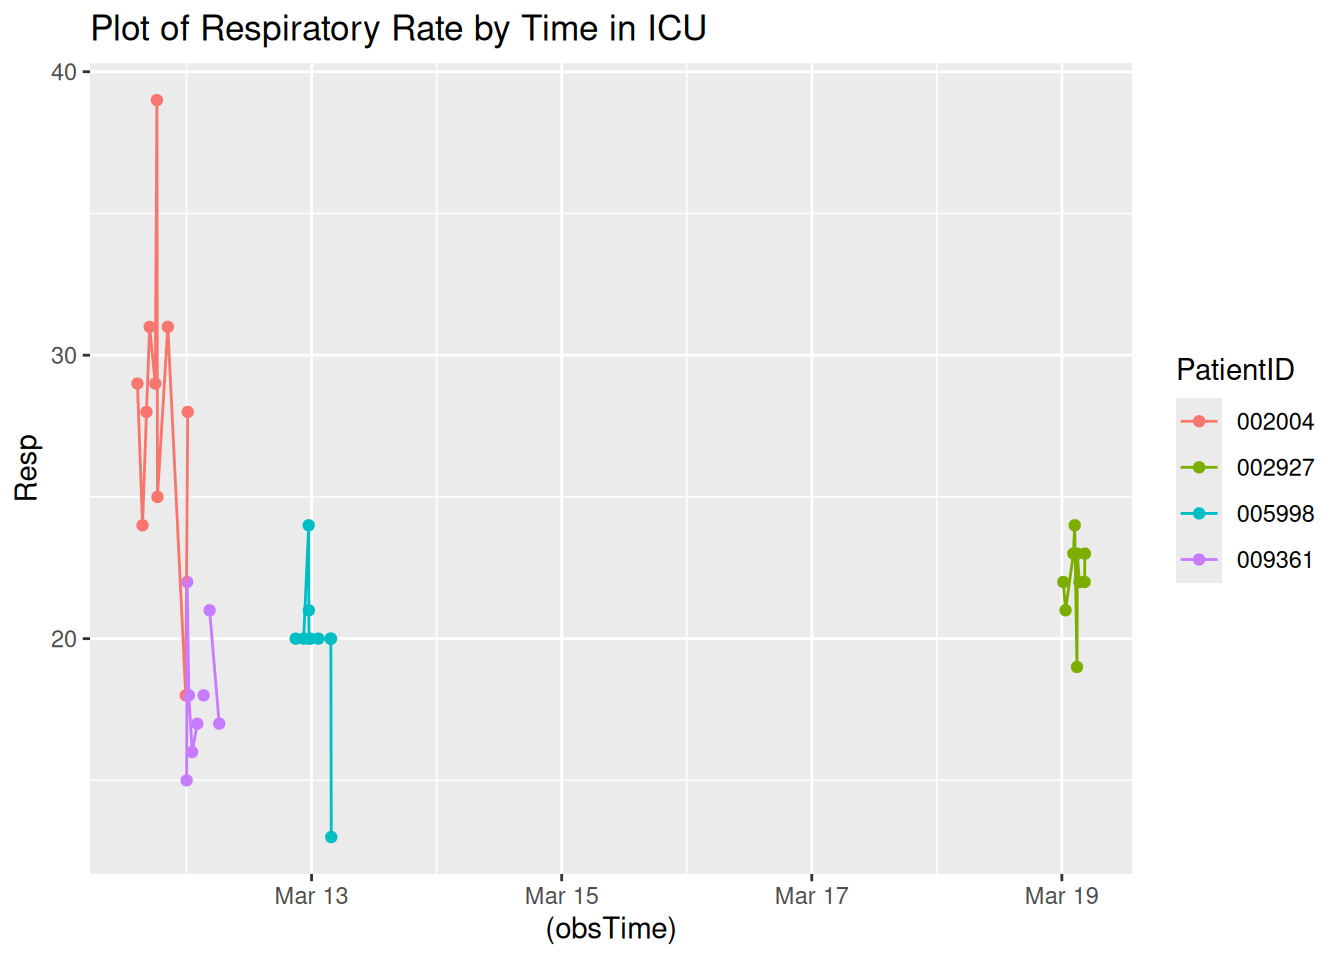 Plot of Respiratory Rate by Time in ICU
40
30
20
Resp
Mar 13
Mar 15
Mar 17
Mar 19
(obsTime)
PatientID
002004
002927
005998
009361